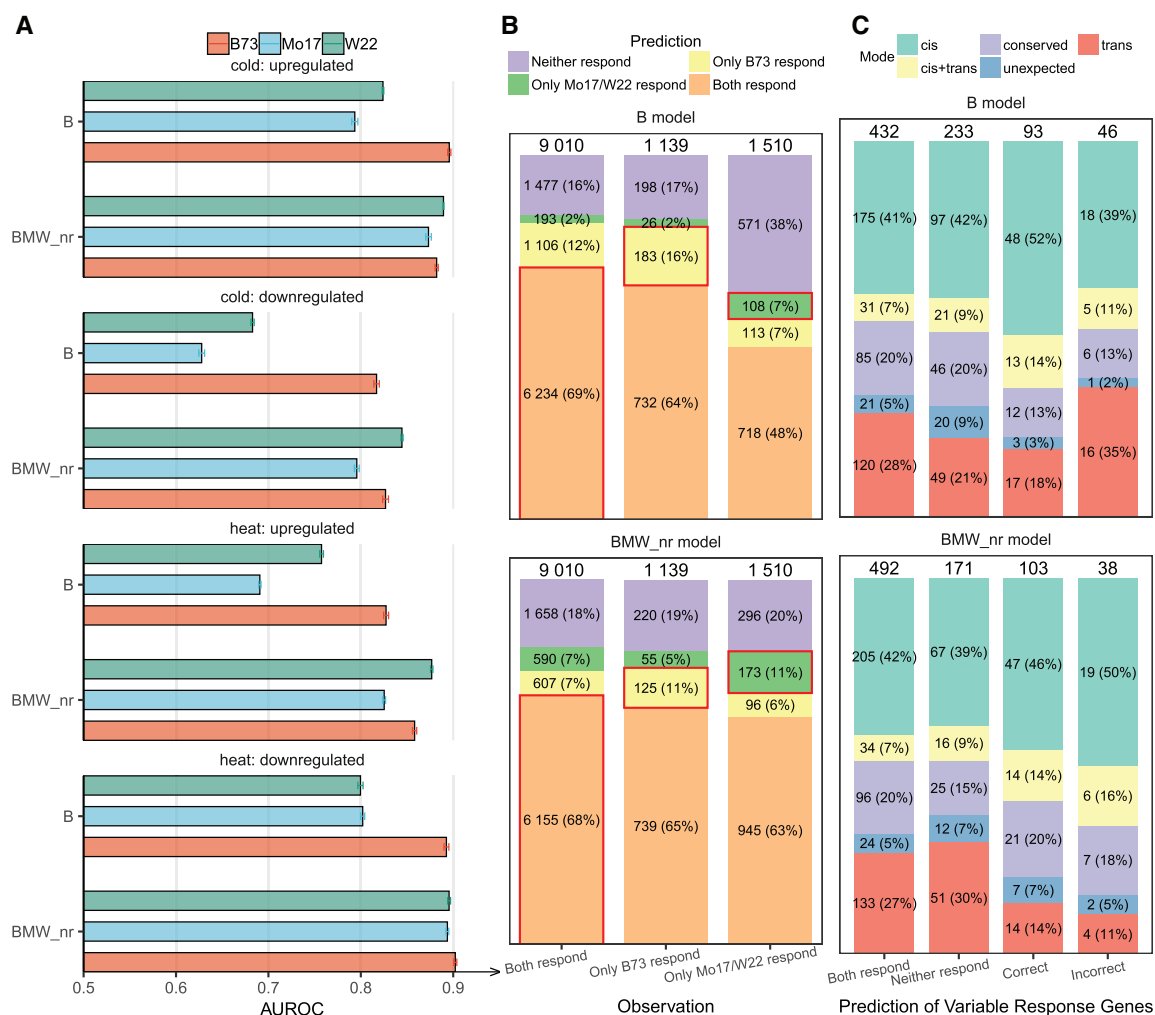 A
B73 Mo17 W22
cold: upregulated
B
BMW_nr
cold: downregulated
B
BMW_nr
heat: upregulated
B
BMW_nr
heat: downregulated
B
BMW_nr
0.5 0.6 0.7 0.8 0.9
AUROC
B
Prediction
Neither respond Only B73 respond
Only Mo17/W22 respond Both respond
B model
9 010 1 139 1 510
1 477 (16%) 198 (17%) 571 (38%)
193 (2%) 26 (2%) 108 (7%)
1 106 (12%) 183 (16%) 113 (7%)
6 234 (69%) 732 (64%) 718 (48%)
BMW_nr model
9 010 1 139 1 510
1 658 (18%) 220 (19%) 296 (20%)
590 (7%) 55 (5%) 173 (11%)
607 (7%) 125 (11%) 96 (6%)
6 155 (68%) 739 (65%) 945 (63%)
Both respond Only B73 respond Only Mo17/W22 respond
Observation
C
Mode
cis conserved trans
cis+trans unexpected
B model
432 233 93 46
175 (41%) 97 (42%) 48 (52%) 18 (39%)
31 (7%) 21 (9%) 13 (14%) 5 (11%)
85 (20%) 46 (20%) 12 (13%) 6 (13%)
21 (5%) 20 (9%) 3 (3%) 1 (2%)
120 (28%) 49 (21%) 17 (18%) 16 (35%)
BMW_nr model
492 171 103 38
205 (42%) 67 (39%) 47 (46%) 19 (50%)
34 (7%) 16 (9%) 14 (14%) 6 (16%)
96 (20%) 25 (15%) 21 (20%) 7 (18%)
24 (5%) 12 (7%) 7 (7%) 2 (5%)
133 (27%) 51 (30%) 14 (14%) 4 (11%)
Both respond Neither respond Correct Incorrect
Prediction of Variable Response Genes